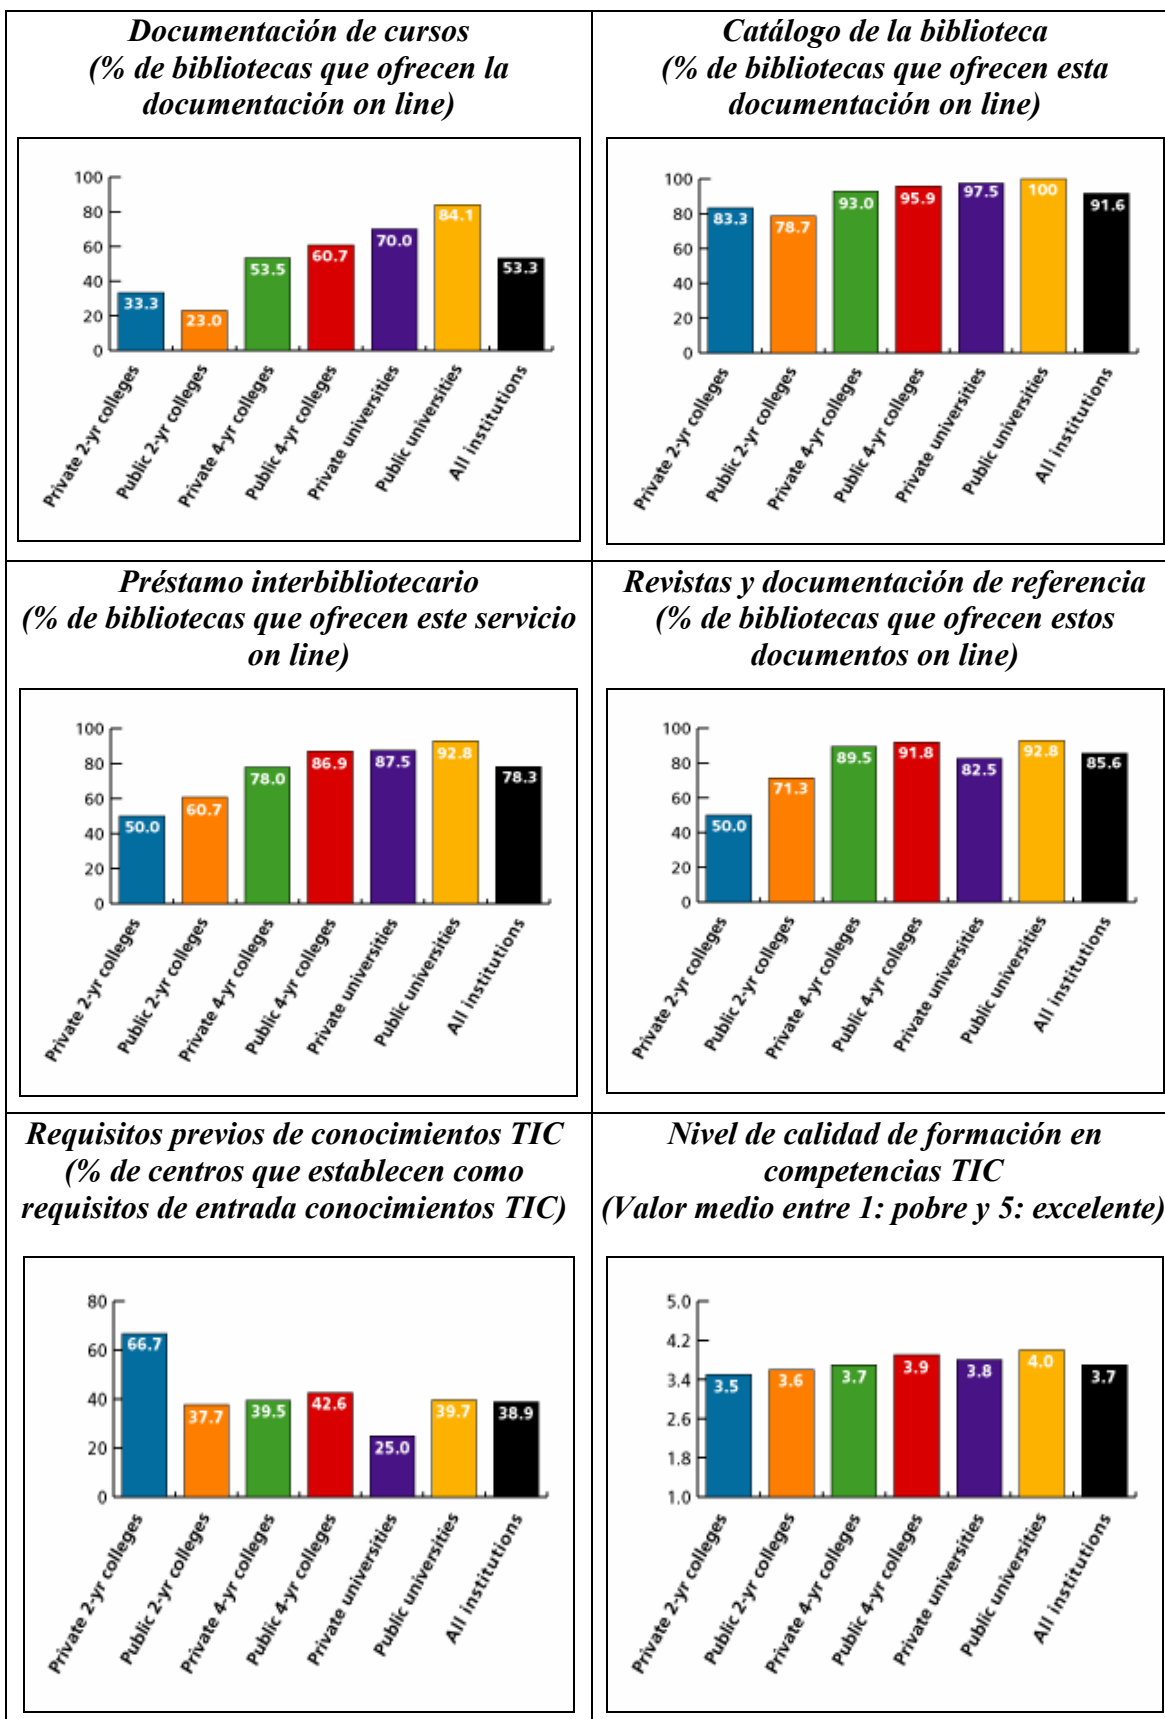 Documentación de cursos
(% de bibliotecas que ofrecen la
documentación on line)
100
80
60
40
20
0
33.3
23.0
53.5
60.7
70.0
84.1
53.3
Private 2-yr colleges
Public 2-yr colleges
Private 4-yr colleges
Public 4-yr colleges
Private universities
Public universities
All institutions
Catálogo de la biblioteca
(% de bibliotecas que ofrecen esta
documentación on line)
100
80
60
40
20
0
83.3
78.7
93.0
95.9
97.5
100
91.6
Private 2-yr colleges
Public 2-yr colleges
Private 4-yr colleges
Public 4-yr colleges
Private universities
Public universities
All institutions
Préstamo interbibliotecario
(% de bibliotecas que ofrecen este servicio
on line)
100
80
60
40
20
0
50.0
60.7
78.0
86.9
87.5
92.8
78.3
Private 2-yr colleges
Public 2-yr colleges
Private 4-yr colleges
Public 4-yr colleges
Private universities
Public universities
All institutions
Revistas y documentación de referencia
(% de bibliotecas que ofrecen estos
documentos on line)
100
80
60
40
20
0
50.0
71.3
89.5
91.8
82.5
92.8
85.6
Private 2-yr colleges
Public 2-yr colleges
Private 4-yr colleges
Public 4-yr colleges
Private universities
Public universities
All institutions
Requisitos previos de conocimientos TIC
(% de centros que establecen como
requisitos de entrada conocimientos TIC)
80
60
40
20
0
66.7
37.7
39.5
42.6
25.0
39.7
38.9
Private 2-yr colleges
Public 2-yr colleges
Private 4-yr colleges
Public 4-yr colleges
Private universities
Public universities
All institutions
Nivel de calidad de formación en
competencias TIC
(Valor medio entre 1: pobre y 5: excelente)
5.0
4.2
3.4
2.6
1.8
1.0
3.5
3.6
3.7
3.9
3.8
4.0
3.7
Private 2-yr colleges
Public 2-yr colleges
Private 4-yr colleges
Public 4-yr colleges
Private universities
Public universities
All institutions